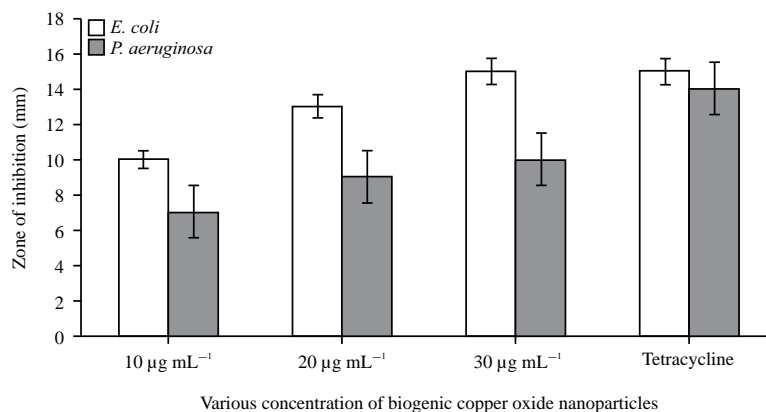 18
16
14
12
10
8
6
4
2
0
Zone of inhibition (mm)
E. coli
P. aeruginosa
10 µg mL⁻¹ 20 µg mL⁻¹ 30 µg mL⁻¹ Tetracycline
Various concentration of biogenic copper oxide nanoparticles